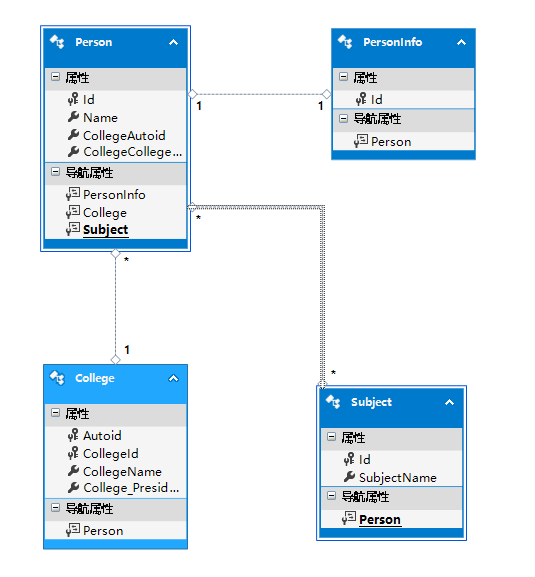 Person
属性
Id
Name
CollegeAutoid
CollegeCollege...
导航属性
PersonInfo
College
Subject
PersonInfo
属性
Id
导航属性
Person
1
1
*
*
*
1
College
属性
Autoid
CollegeId
CollegeName
College_Presid...
导航属性
Person
Subject
属性
Id
SubjectName
导航属性
Person